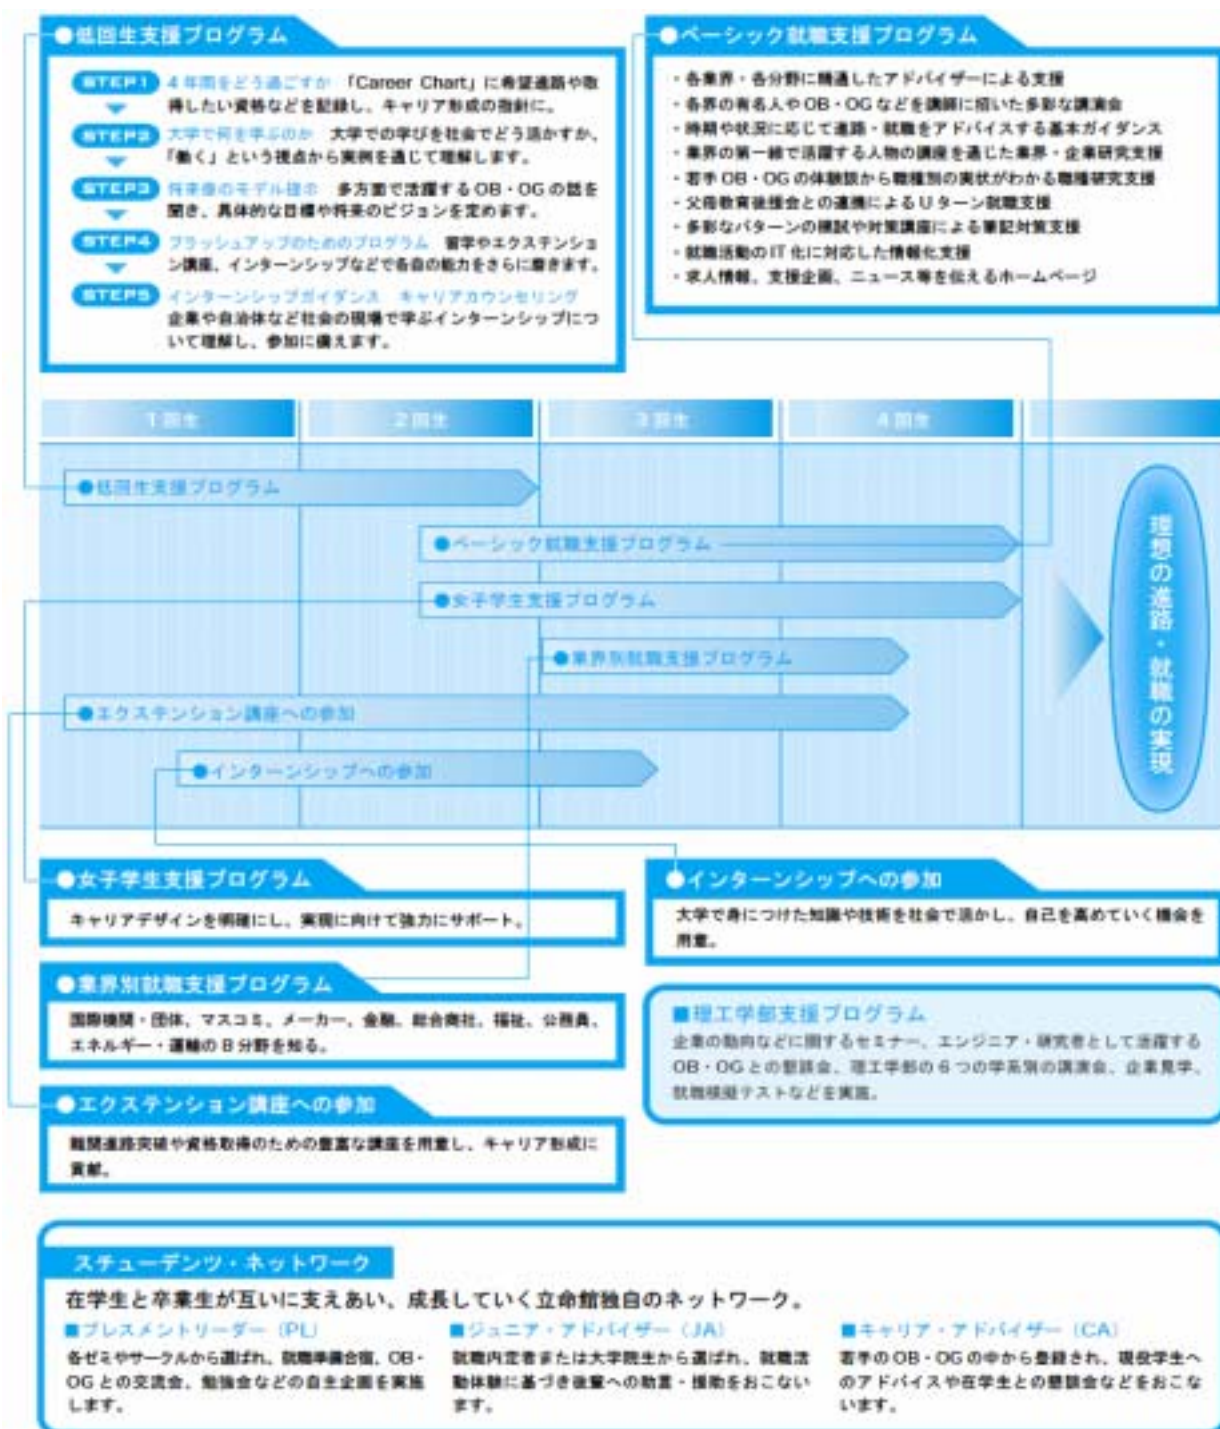 ●低回生支援プログラム
STEP1 4年間をどう過ごすか 「Career Chart」に希望進路や取
得したい資格などを記録し、キャリア形成の指針に。
STEP2 大学で何を学ぶのか 大学での学びを社会でどう活かすか、
「働く」という視点から実例を通じて理解します。
STEP3 将来像のモデル提示 多方面で活躍するOB・OGの話を
聞き、具体的な目標や将来のビジョンを定めます。
STEP4 ブラッシュアップのためのプログラム 留学やエクステンショ
ン講座、インターンシップなどで各自の能力をさらに磨きます。
STEP5 インターンシップガイダンス キャリアカウンセリング
企業や自治体など社会の現場で学ぶインターンシップにつ
いて理解し、参加に備えます。
●ベーシック就職支援プログラム
・各業界・各分野に精通したアドバイザーによる支援
・各界の有名人やOB・OGなどを講師に招いた多彩な講演会
・時期や状況に応じて進路・就職をアドバイスする基本ガイダンス
・業界の第一線で活躍する人物の講座を通じた業界・企業研究支援
・若手OB・OGの体験談から職種別の実状がわかる職種研究支援
・父母教育後援会との連携によるUターン就職支援
・多彩なパターンの模試や対策講座による筆記対策支援
・就職活動のIT化に対応した情報化支援
・求人情報、支援企画、ニュース等を伝えるホームページ
1回生 2回生 3回生 4回生
●低回生支援プログラム
●ベーシック就職支援プログラム
●女子学生支援プログラム
●業界別就職支援プログラム
●エクステンション講座への参加
●インターンシップへの参加
理想の進路・就職の実現
●女子学生支援プログラム
キャリアデザインを明確にし、実現に向けて強力にサポート。
●業界別就職支援プログラム
国際機関・団体、マスコミ、メーカー、金融、総合商社、福祉、公務員、
エネルギー・運輸の8分野を知る。
●エクステンション講座への参加
難関進路突破や資格取得のための豊富な講座を用意し、キャリア形成に
貢献。
●インターンシップへの参加
大学で身につけた知識や技術を社会で活かし、自己を高めていく機会を
用意。
■理工学部支援プログラム
企業の動向などに関するセミナー、エンジニア・研究者として活躍する
OB・OGとの懇談会、理工学部の6つの学系別の講演会、企業見学、
就職模擬テストなどを実施。
スチューデンツ・ネットワーク
在学生と卒業生が互いに支えあい、成長していく立命館独自のネットワーク。
■プレスメントリーダー（PL）
各ゼミやサークルから選ばれ、就職準備合宿、OB・
OGとの交流会、勉強会などの自主企画を実施
します。
■ジュニア・アドバイザー（JA）
就職内定者または大学院生から選ばれ、就職活
動体験に基づき後輩への助言・援助をおこない
ます。
■キャリア・アドバイザー（CA）
若手のOB・OGの中から登録され、現役学生へ
のアドバイスや在学生との懇談会などをおこな
います。